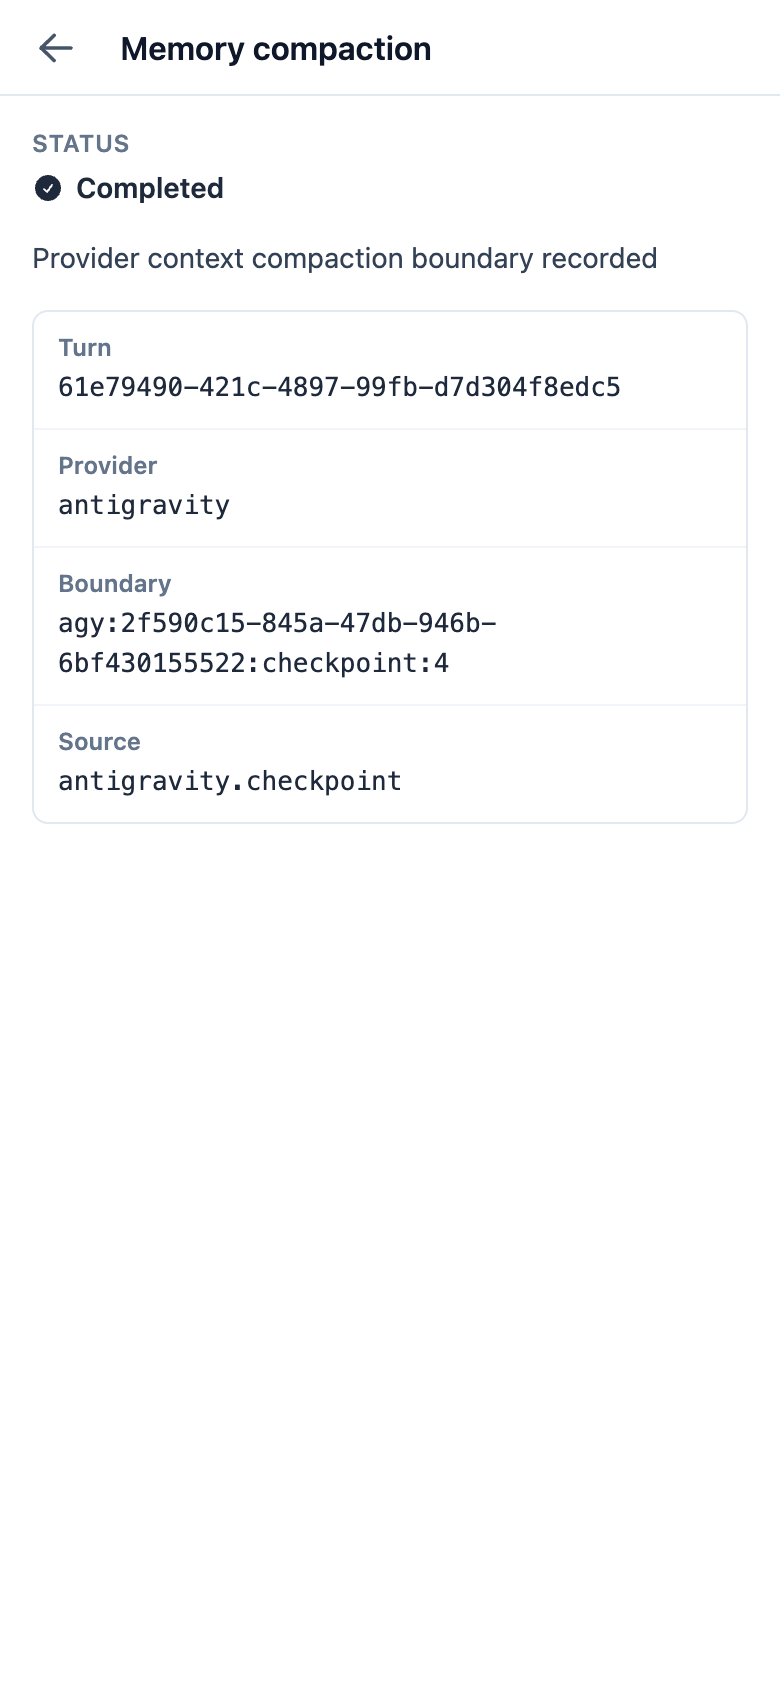 Memory compaction
STATUS
Completed
Provider context compaction boundary recorded
Turn
61e79490-421c-4897-99fb-d7d304f8edc5
Provider
antigravity
Boundary
agy:2f590c15-845a-47db-946b-
6bf430155522:checkpoint:4
Source
antigravity.checkpoint